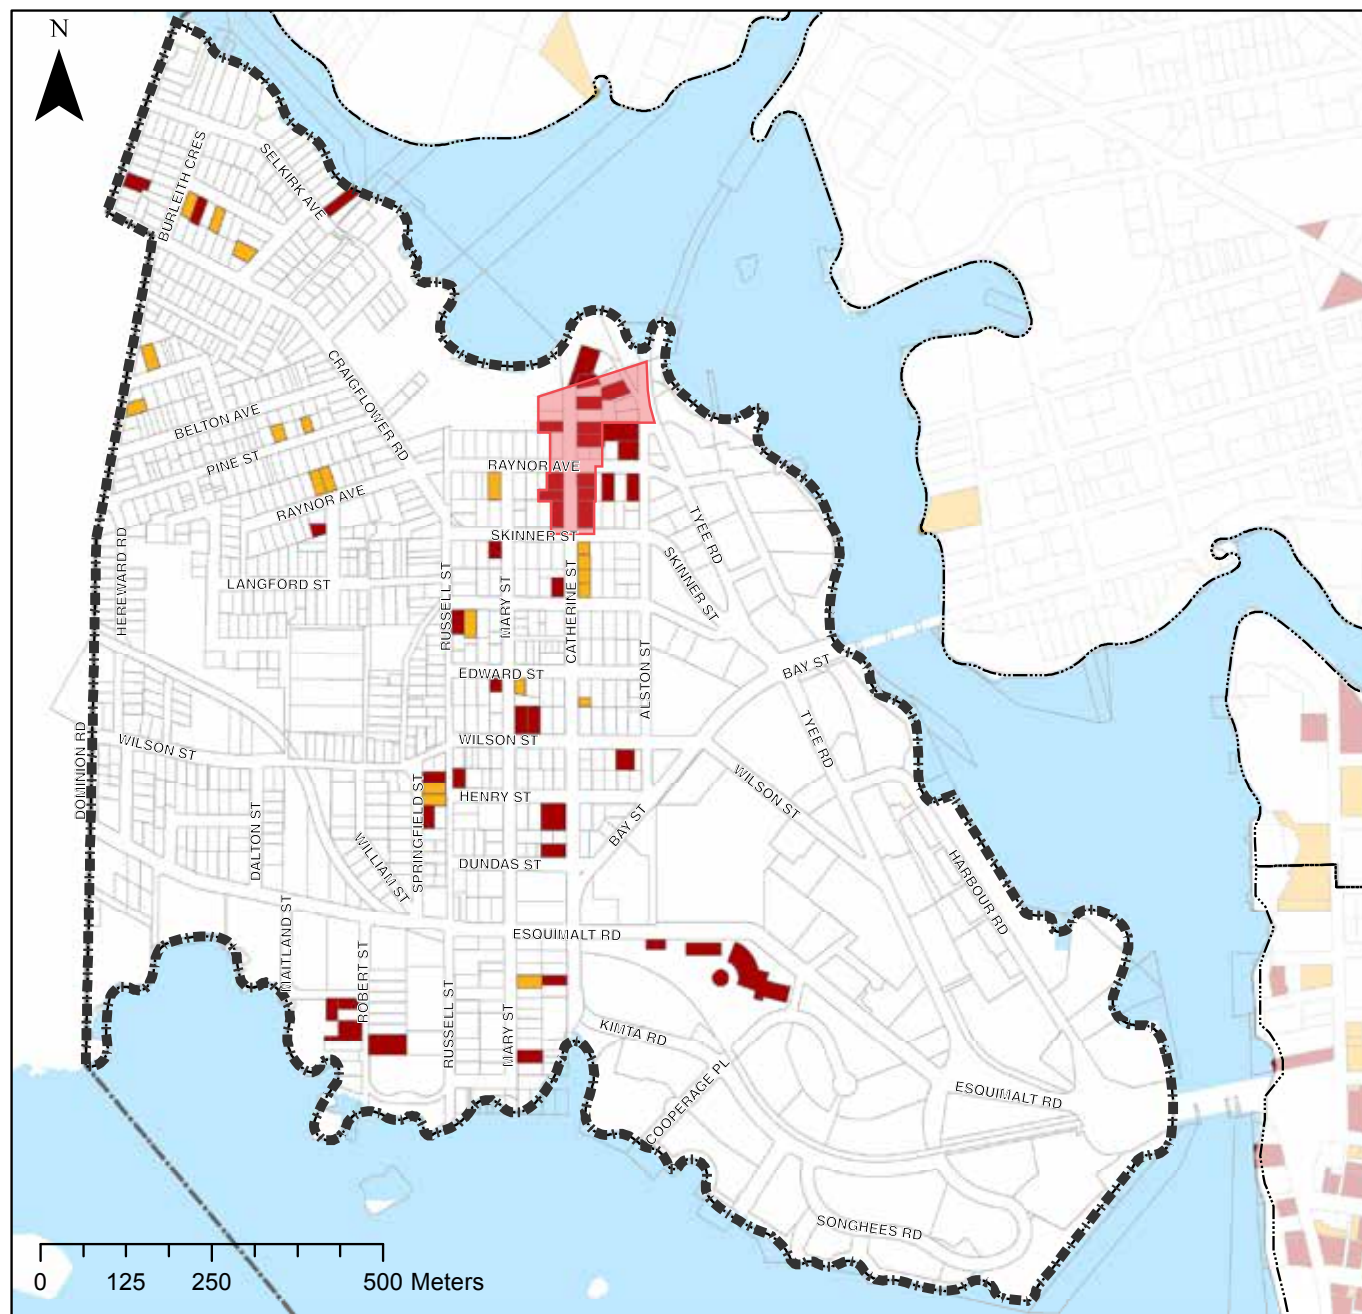 N
BURLEITH CRES
SELKIRK AVE
CRAIGFLOWER RD
BELTON AVE
PINE ST
RAYNOR AVE
RAYNOR AVE
SKINNER ST
TYEE RD
SKINNER ST
HEREWARD RD
LANGFORD ST
RUSSELL ST
MARY ST
CATHERINE ST
ALSTON ST
BAY ST
EDWARD ST
TYEE RD
DOMINION RD
WILSON ST
WILSON ST
WILSON ST
HENRY ST
BAY ST
DALTON ST
WILLIAM ST
SPRINGFIELD ST
DUNDAS ST
HARBOUR RD
MAITLAND ST
ROBERT ST
ESQUIMALT RD
RUSSELL ST
MARY ST
KIMTA RD
COOPERAGE PL
ESQUIMALT RD
SONGHEES RD
0 125 250 500 Meters